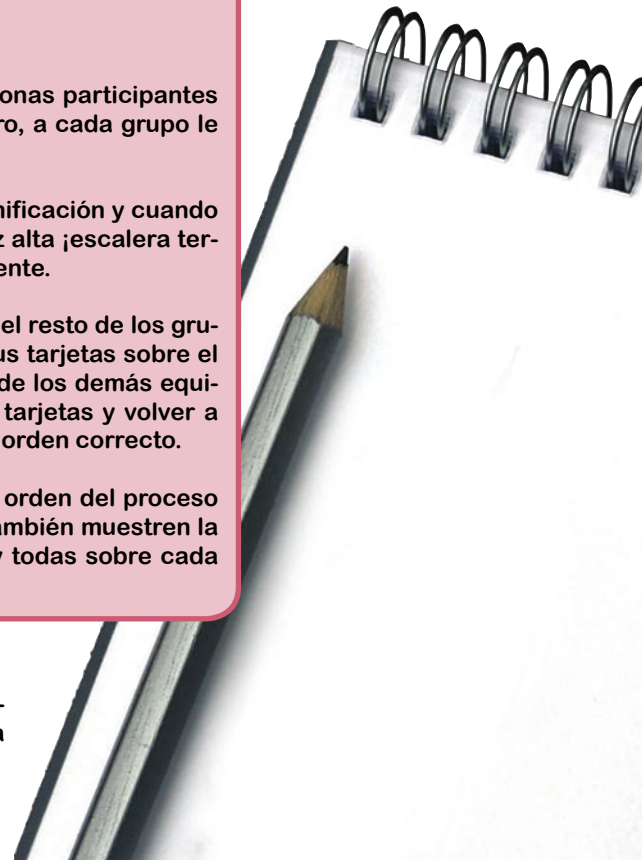 onas participantes
ro, a cada grupo le
nificación y cuando
z alta ¡escalera ter-
ente.
el resto de los gru-
us tarjetas sobre el
de los demás equi-
tarjetas y volver a
orden correcto.
orden del proceso
ambién muestren la
y todas sobre cada
-
a